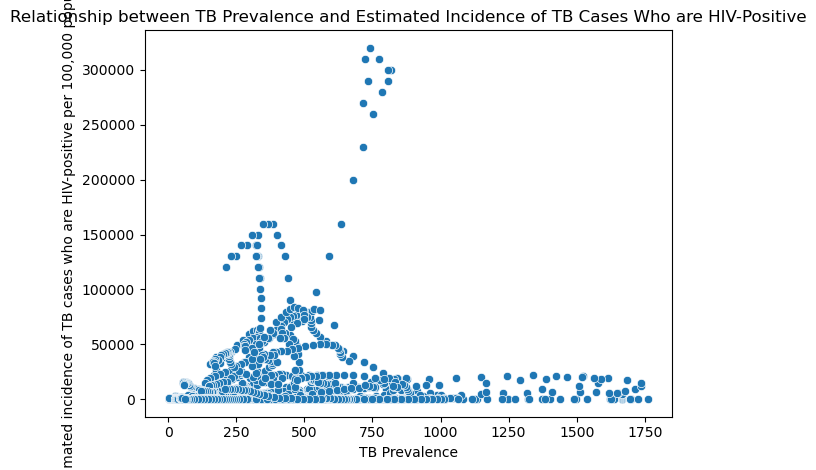 Relationship between TB Prevalence and Estimated Incidence of TB Cases Who are HIV-Positive
mated incidence of TB cases who are HIV-positive per 100,000
300000
250000
200000
150000
100000
50000
0
0 250 500 750 1000 1250 1500 1750
TB Prevalence